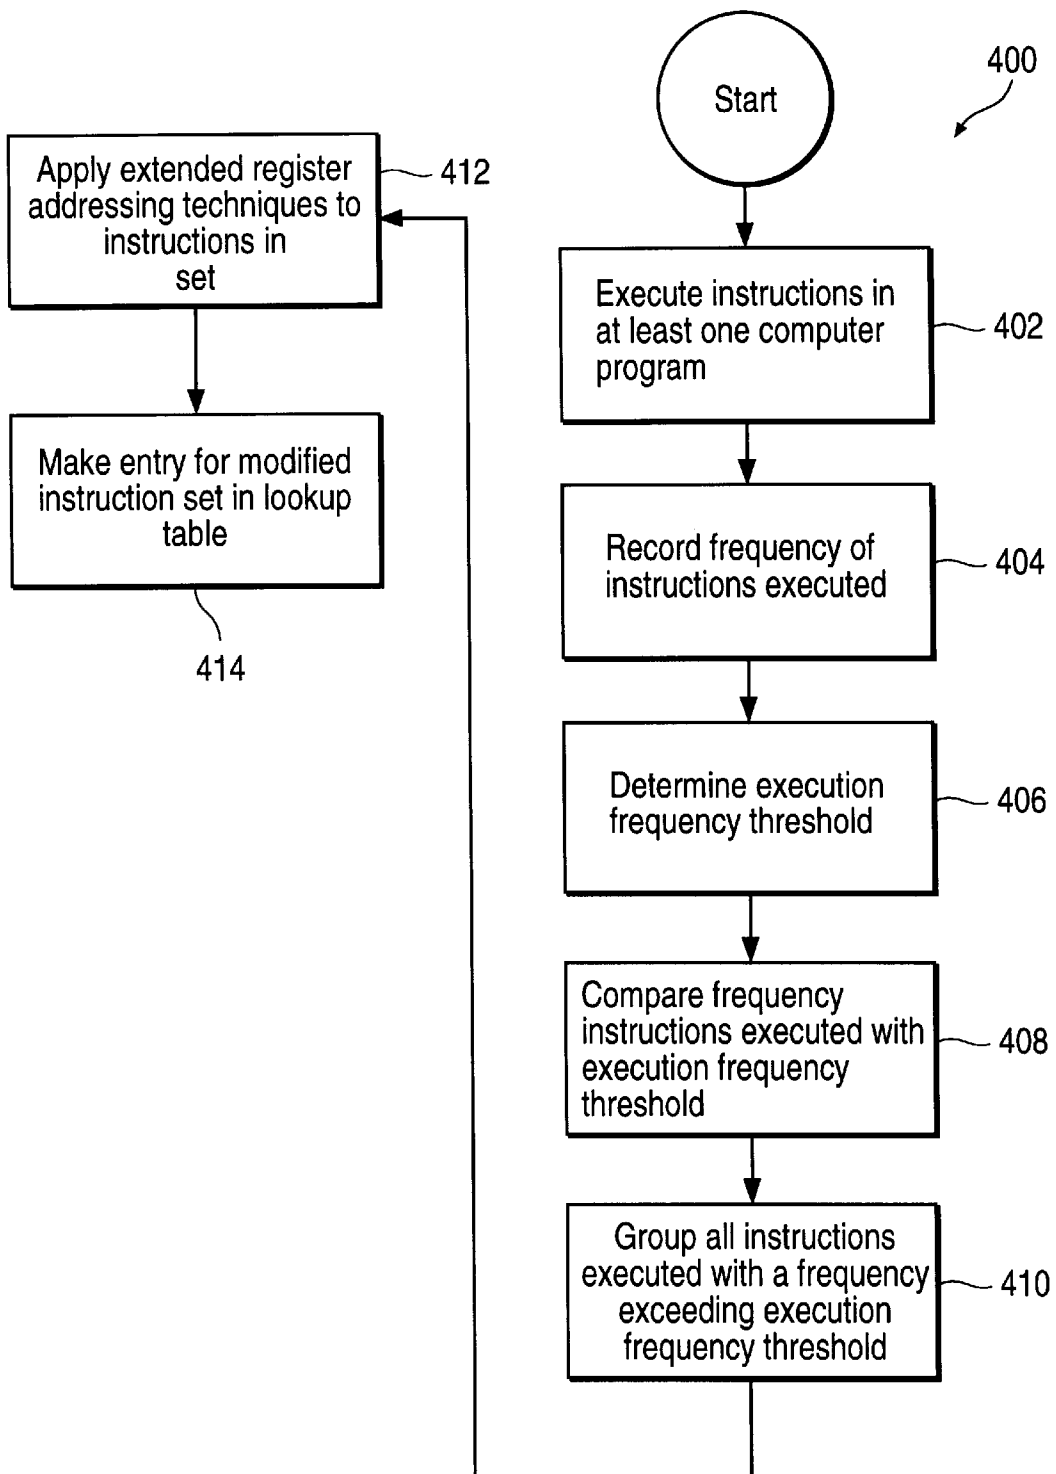 Start
400
Execute instructions in
at least one computer
program
402
Record frequency of
instructions executed
404
Determine execution
frequency threshold
406
Compare frequency
instructions executed with
execution frequency
threshold
408
Group all instructions
executed with a frequency
exceeding execution
frequency threshold
410
Apply extended register
addressing techniques to
instructions in
set
412
Make entry for modified
instruction set in lookup
table
414